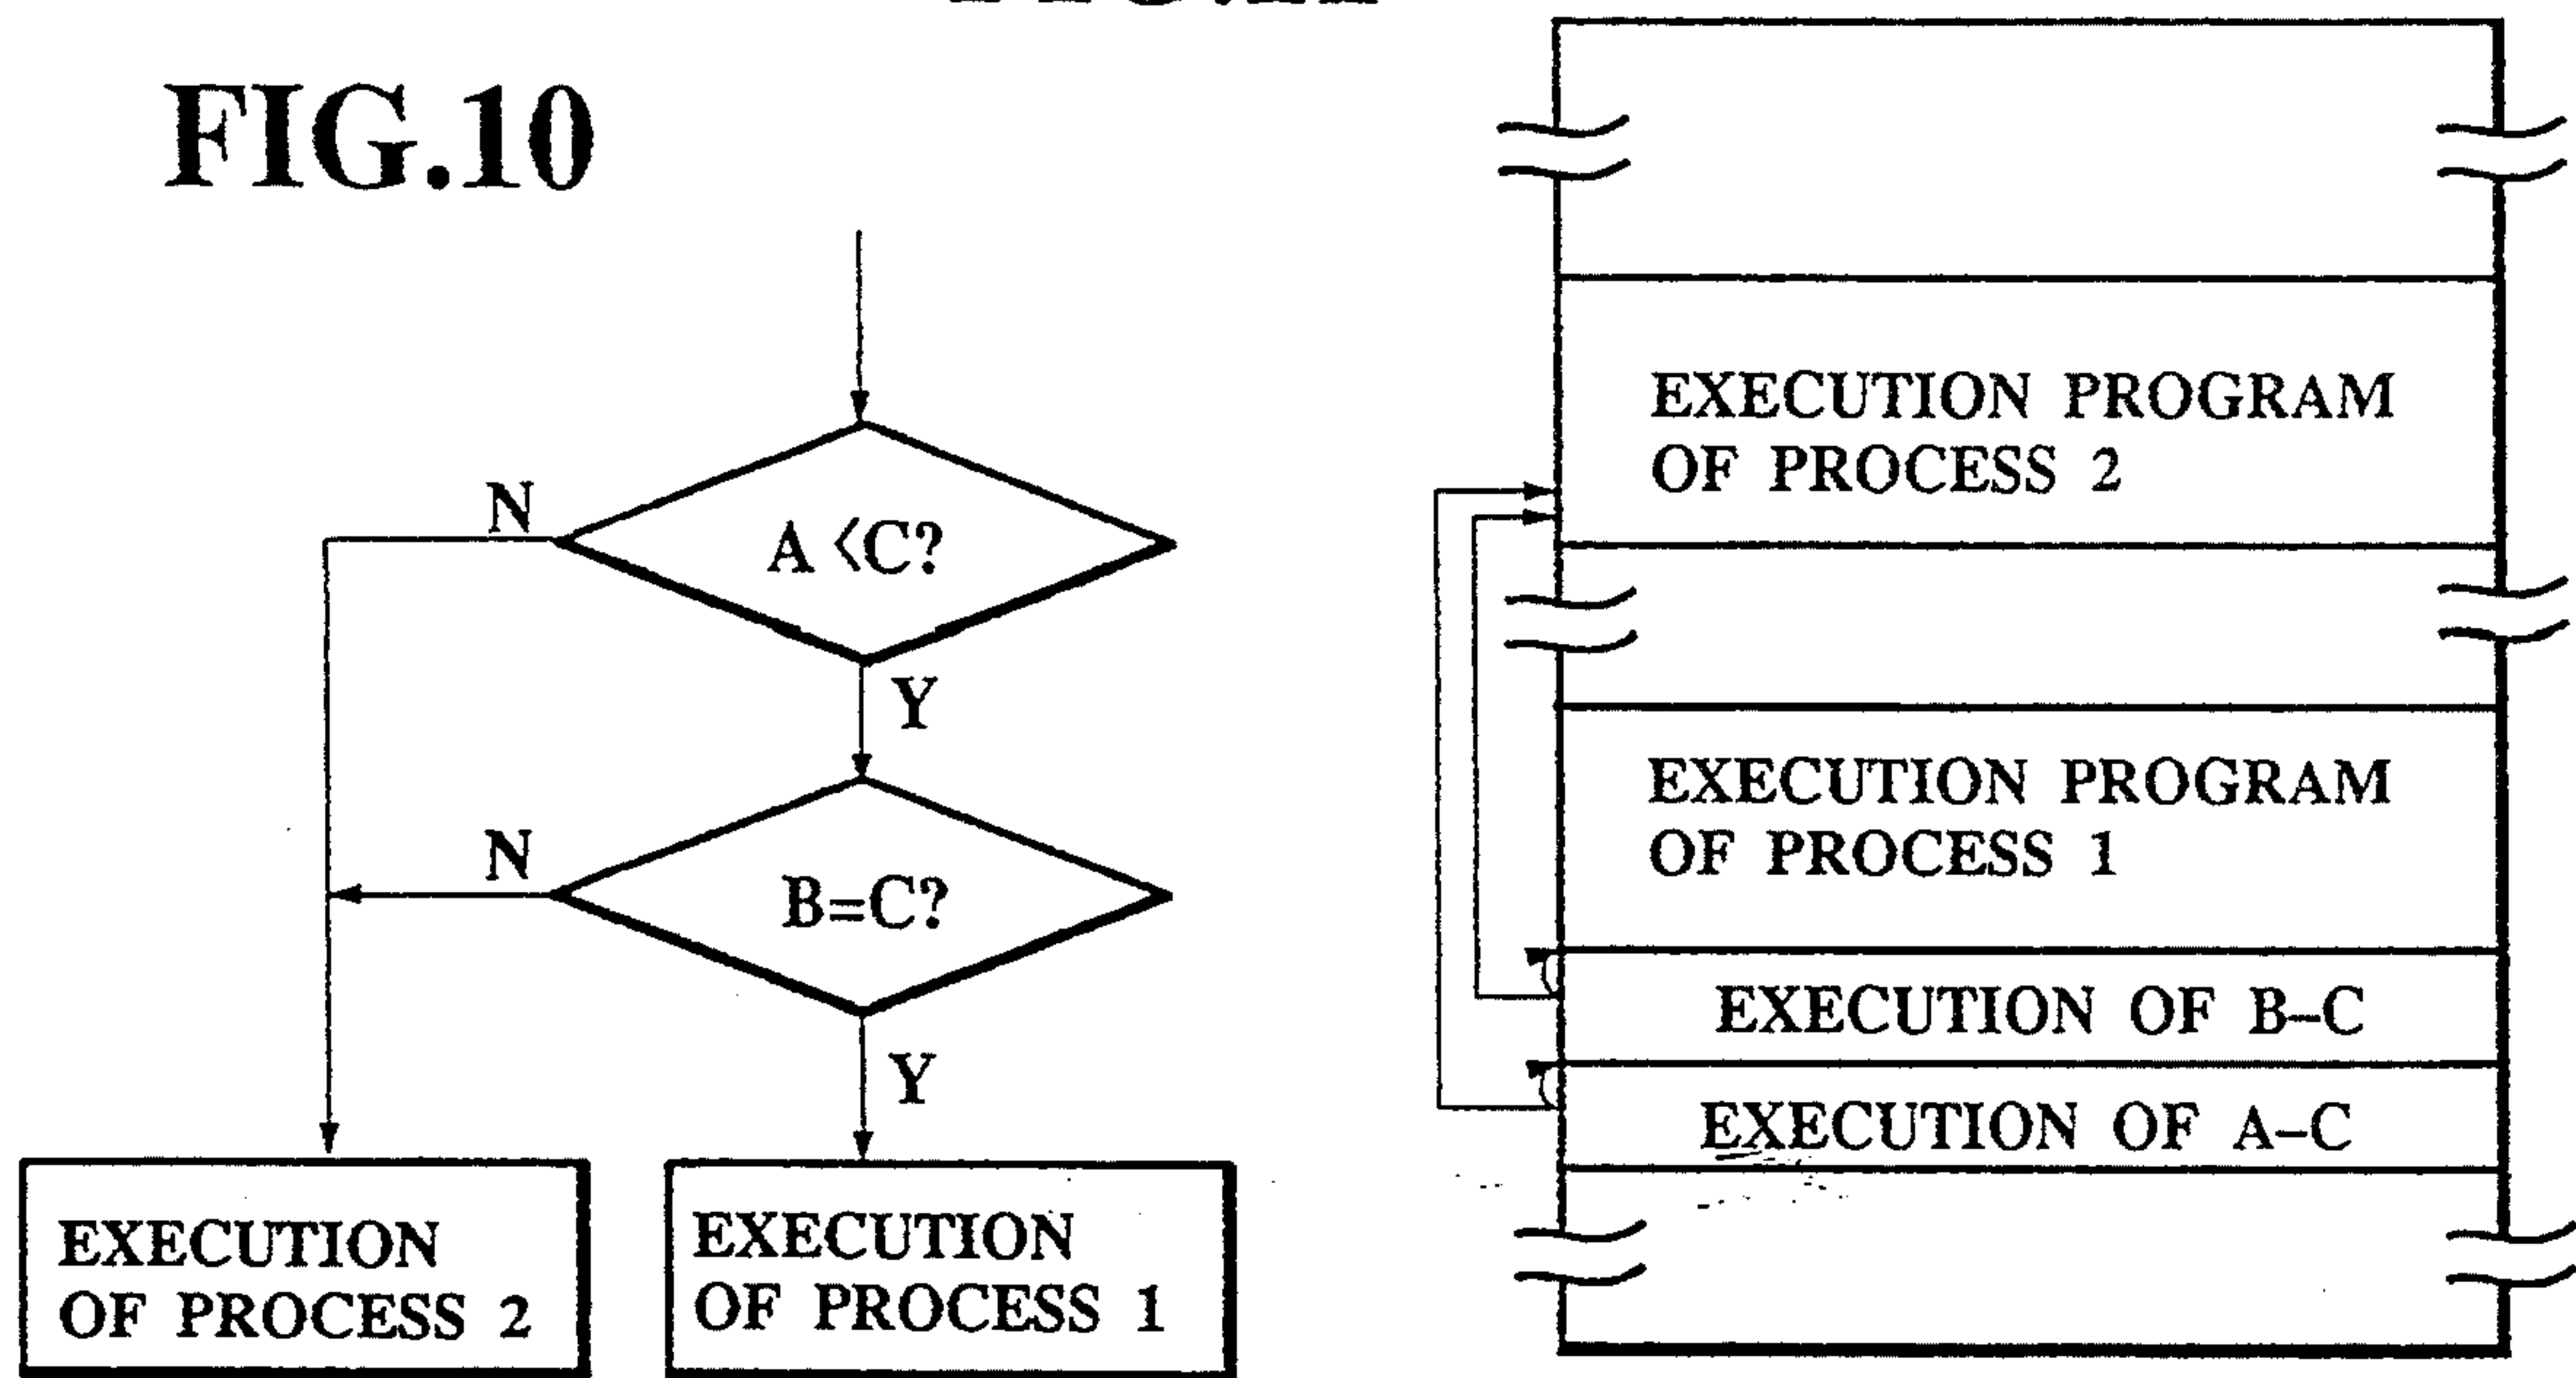 FIG.10
N
A<C?
Y
N
B=C?
Y
EXECUTION
OF PROCESS 2
EXECUTION
OF PROCESS 1
EXECUTION PROGRAM
OF PROCESS 2
EXECUTION PROGRAM
OF PROCESS 1
EXECUTION OF B–C
EXECUTION OF A–C